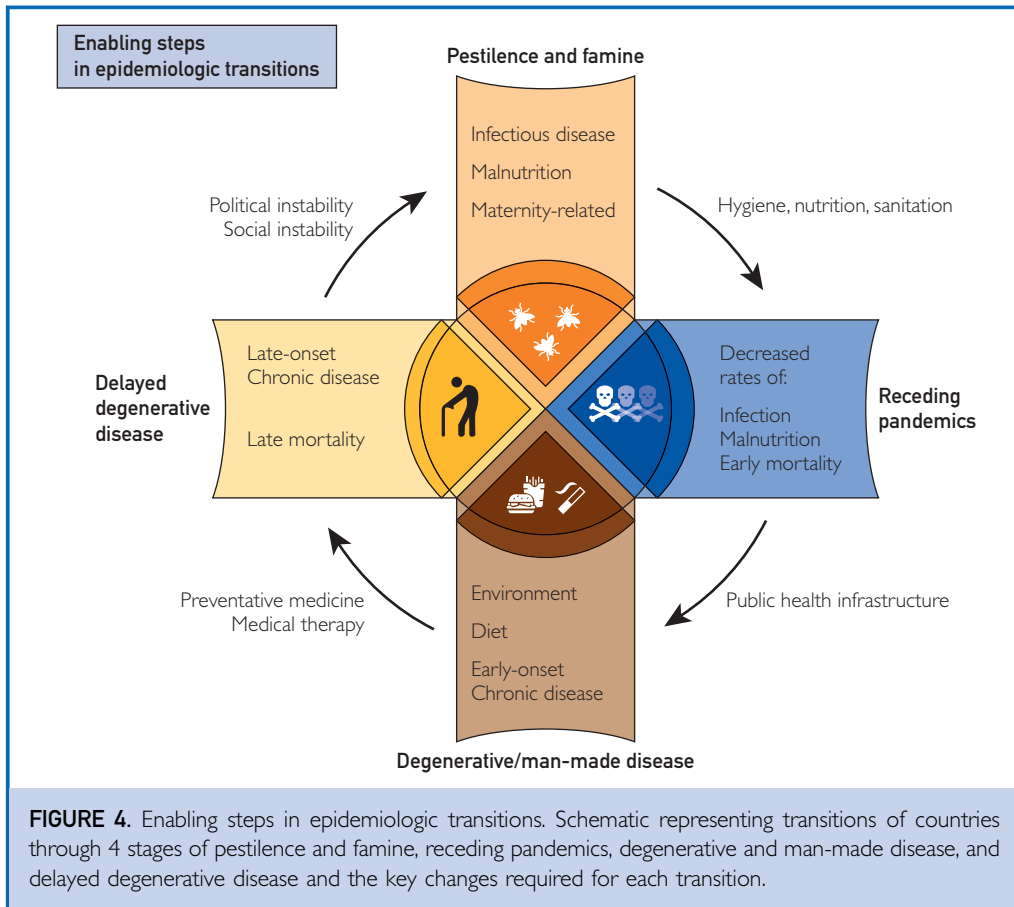 Enabling steps
in epidemiologic transitions
Pestilence and famine
Infectious disease
Malnutrition
Maternity-related
Political instability
Social instability
Hygiene, nutrition, sanitation
Late-onset
Chronic disease
Late mortality
Delayed
degenerative
disease
Decreased
rates of:
Infection
Malnutrition
Early mortality
Receding
pandemics
Preventative medicine
Medical therapy
Public health infrastructure
Environment
Diet
Early-onset
Chronic disease
Degenerative/man-made disease
FIGURE 4. Enabling steps in epidemiologic transitions. Schematic representing transitions of countries
through 4 stages of pestilence and famine, receding pandemics, degenerative and man-made disease, and
delayed degenerative disease and the key changes required for each transition.